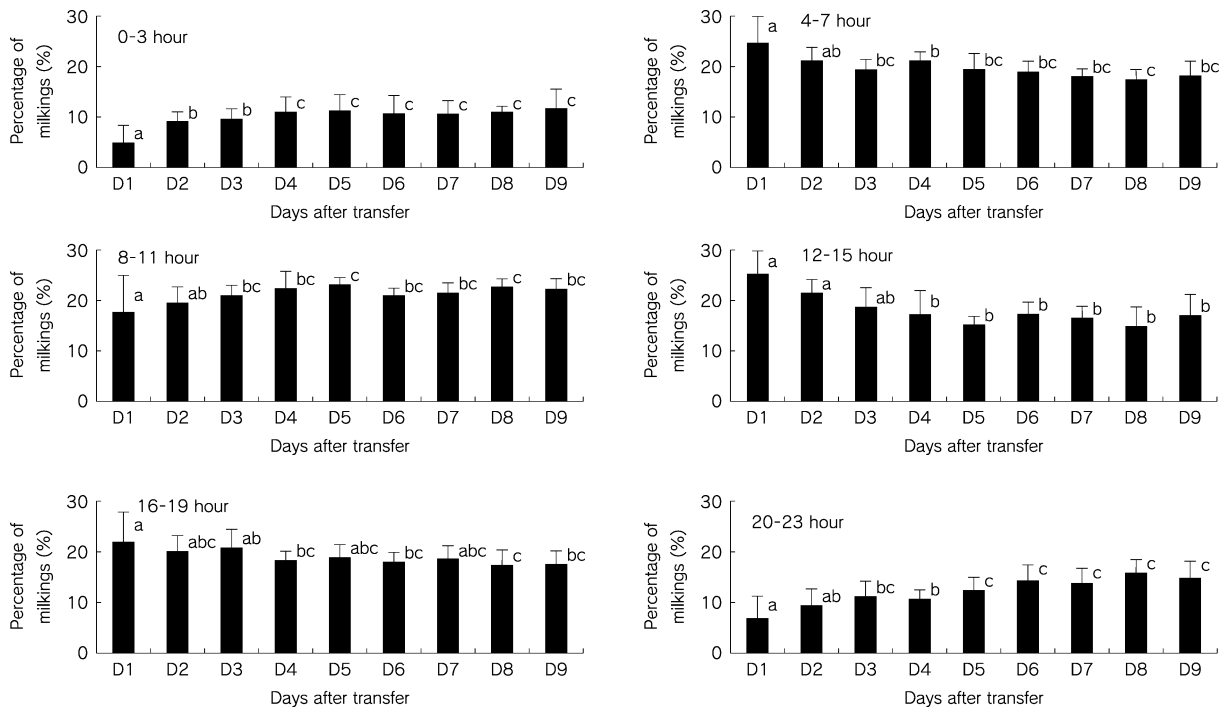 Percentage of
milkings (%)
30
20
10
0
0-3 hour
a
b
b
c
c
c
c
c
c
D1 D2 D3 D4 D5 D6 D7 D8 D9
Days after transfer
Percentage of
milkings (%)
30
20
10
0
4-7 hour
a
ab
bc
b
bc
bc
bc
c
bc
D1 D2 D3 D4 D5 D6 D7 D8 D9
Days after transfer
Percentage of
milkings (%)
30
20
10
0
8-11 hour
a
ab
bc
bc
c
bc
bc
c
bc
D1 D2 D3 D4 D5 D6 D7 D8 D9
Days after transfer
Percentage of
milkings (%)
30
20
10
0
12-15 hour
a
a
ab
b
b
b
b
b
b
D1 D2 D3 D4 D5 D6 D7 D8 D9
Days after transfer
Percentage of
milkings (%)
30
20
10
0
16-19 hour
a
abc
ab
bc
abc
bc
abc
c
bc
D1 D2 D3 D4 D5 D6 D7 D8 D9
Days after transfer
Percentage of
milkings (%)
30
20
10
0
20-23 hour
a
ab
bc
b
c
c
c
c
c
D1 D2 D3 D4 D5 D6 D7 D8 D9
Days after transfer